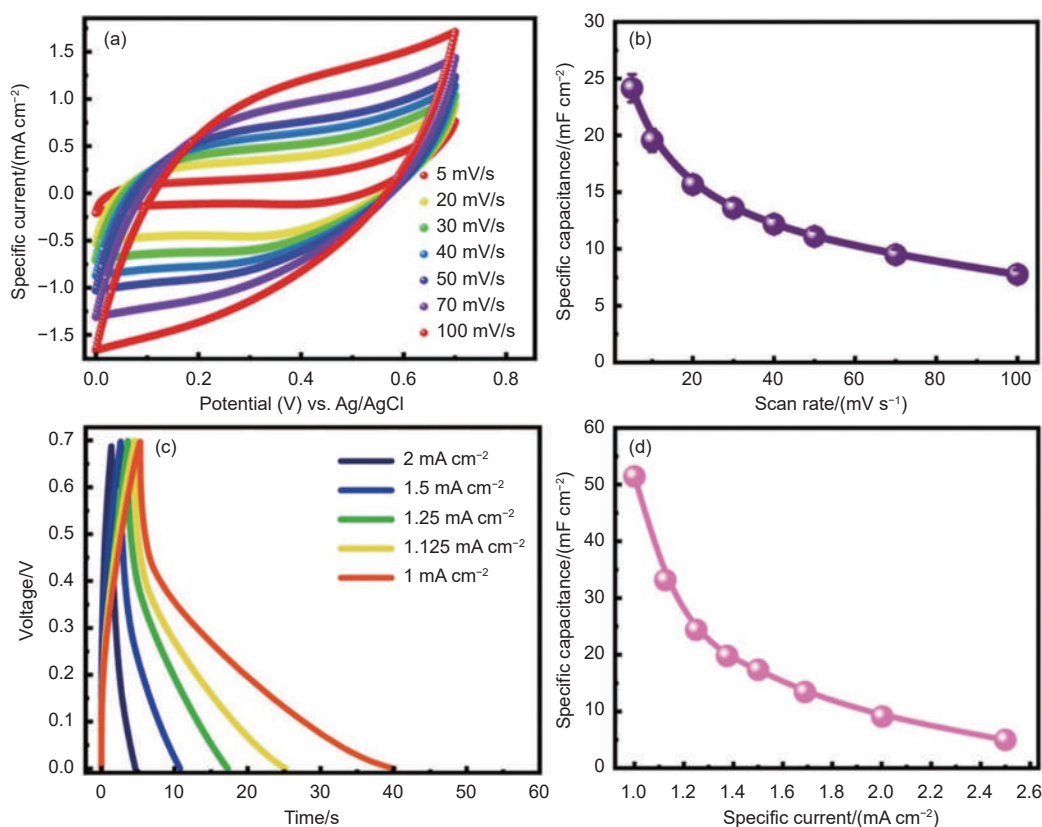 (a)
1.5
1.0
0.5
0.0
−0.5
−1.0
−1.5
Specific current/(mA cm⁻²)
5 mV/s
20 mV/s
30 mV/s
40 mV/s
50 mV/s
70 mV/s
100 mV/s
0.0 0.2 0.4 0.6 0.8
Potential (V) vs. Ag/AgCl
(b)
30
25
20
15
10
5
0
Specific capacitance/(mF cm⁻²)
20 40 60 80 100
Scan rate/(mV s⁻¹)
(c)
0.7
0.6
0.5
0.4
0.3
0.2
0.1
0.0
Voltage/V
2 mA cm⁻²
1.5 mA cm⁻²
1.25 mA cm⁻²
1.125 mA cm⁻²
1 mA cm⁻²
0 10 20 30 40 50 60
Time/s
(d)
60
50
40
30
20
10
0
Specific capacitance/(mF cm⁻²)
1.0 1.2 1.4 1.6 1.8 2.0 2.2 2.4 2.6
Specific current/(mA cm⁻²)